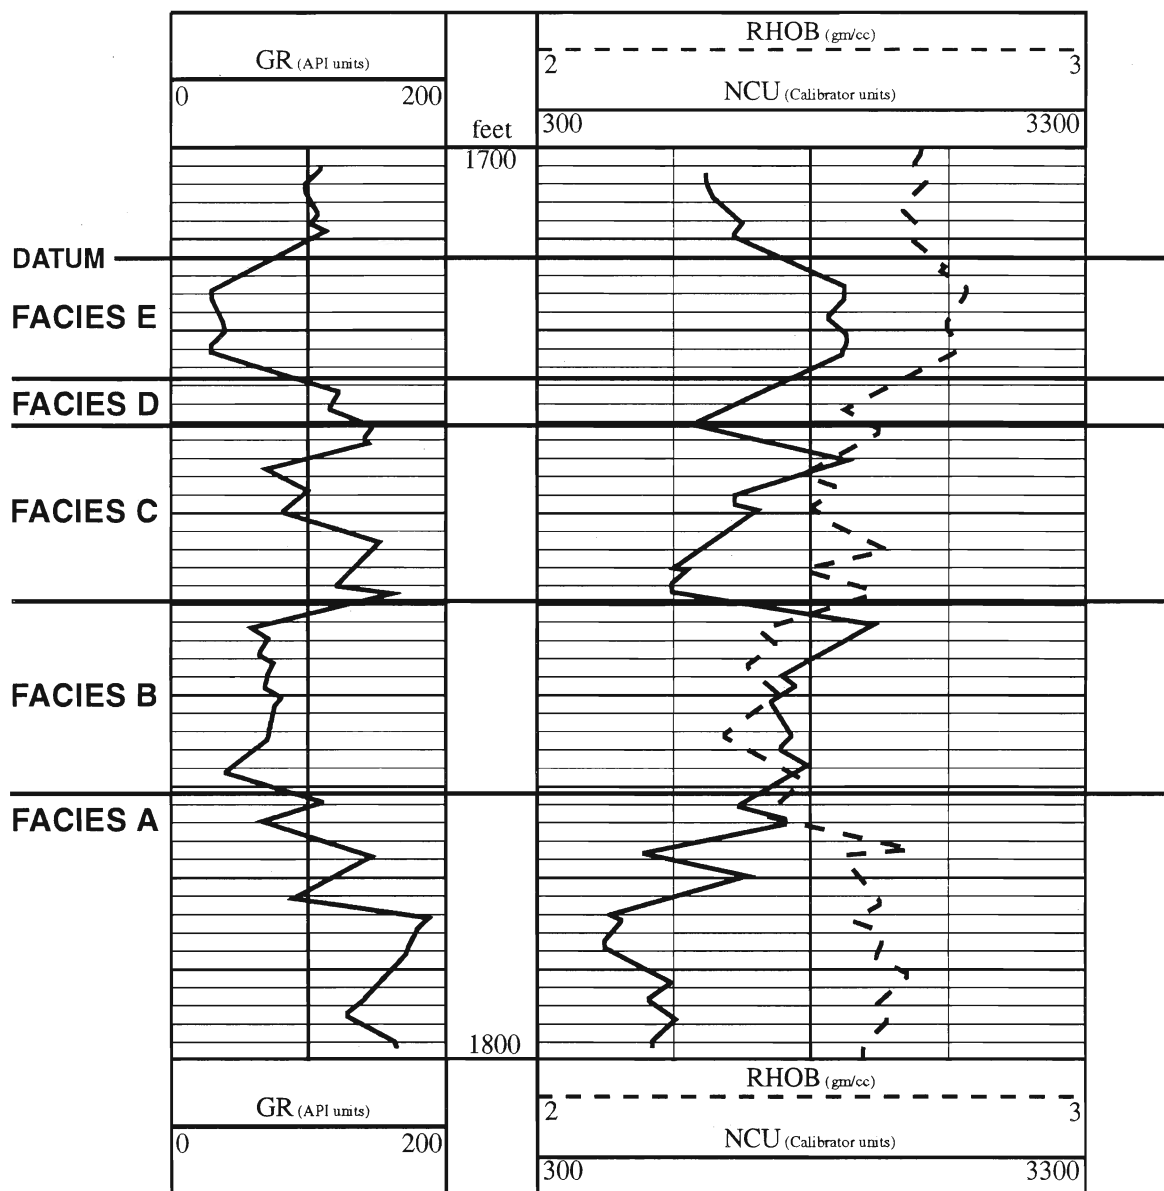 RHOB (gm/cc)
GR (API units)
2 3
0 200
NCU (Calibrator units)
300 3300
feet
1700
DATUM
FACIES E
FACIES D
FACIES C
FACIES B
FACIES A
1800
RHOB (gm/cc)
2 3
GR (API units)
0 200
NCU (Calibrator units)
300 3300